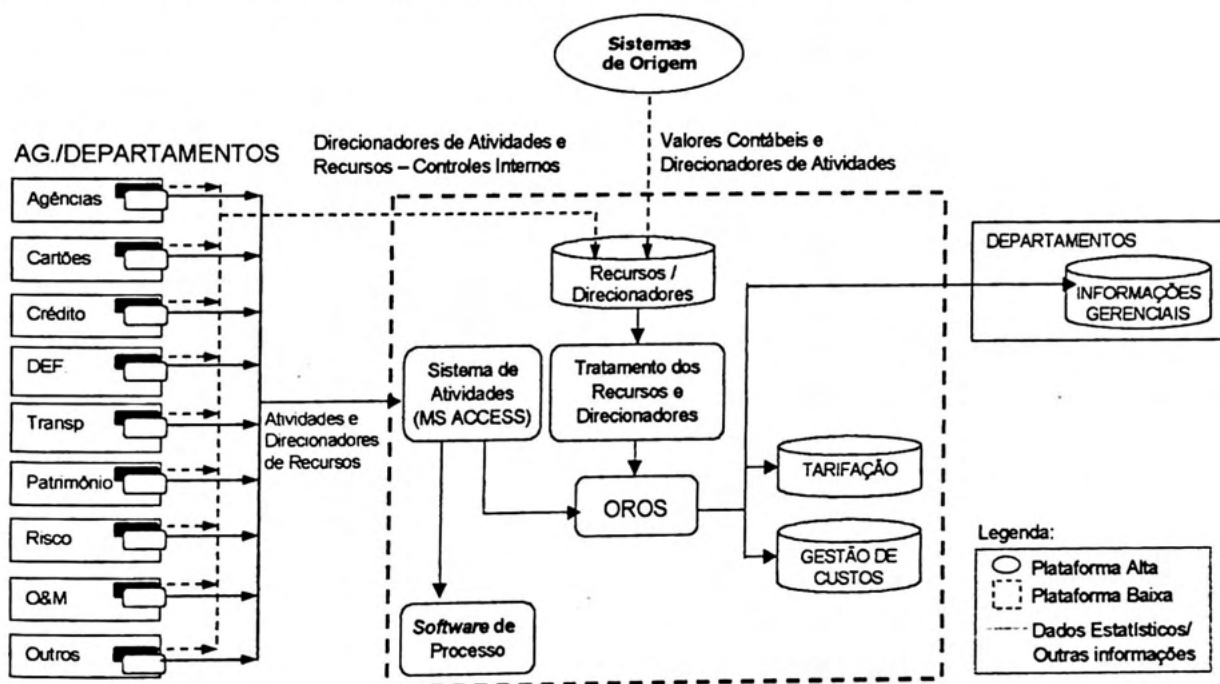 Sistemas
de Origem
Direcionadores de Atividades e
Recursos – Controles Internos
Valores Contábeis e
Direcionadores de Atividades
AG./DEPARTAMENTOS
Agências
Cartões
Crédito
DEF.
Transp
Patrimônio
Risco
O&M
Outros
Atividades e
Direcionadores
de Recursos
Recursos /
Direcionadores
Sistema de
Atividades
(MS ACCESS)
Tratamento dos
Recursos e
Direcionadores
OROS
Software de
Processo
DEPARTAMENTOS
INFORMAÇÕES
GERENCIAIS
TARIFAÇÃO
GESTÃO DE
CUSTOS
Legenda:
Plataforma Alta
Plataforma Baixa
Dados Estatísticos/
Outras informações